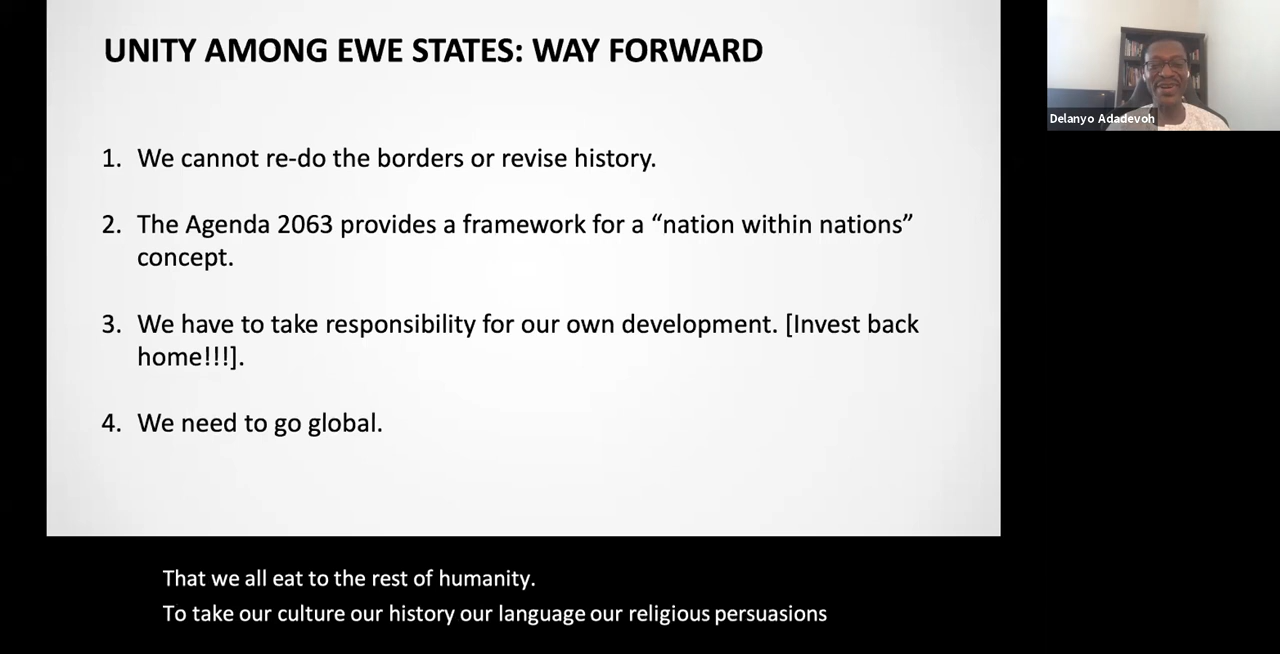 UNITY AMONG EWE STATES: WAY FORWARD
1. We cannot re-do the borders or revise history.
2. The Agenda 2063 provides a framework for a “nation within nations”
concept.
3. We have to take responsibility for our own development. [Invest back
home!!!].
4. We need to go global.
Delanyo Adadevoh
That we all eat to the rest of humanity.
To take our culture our history our language our religious persuasions